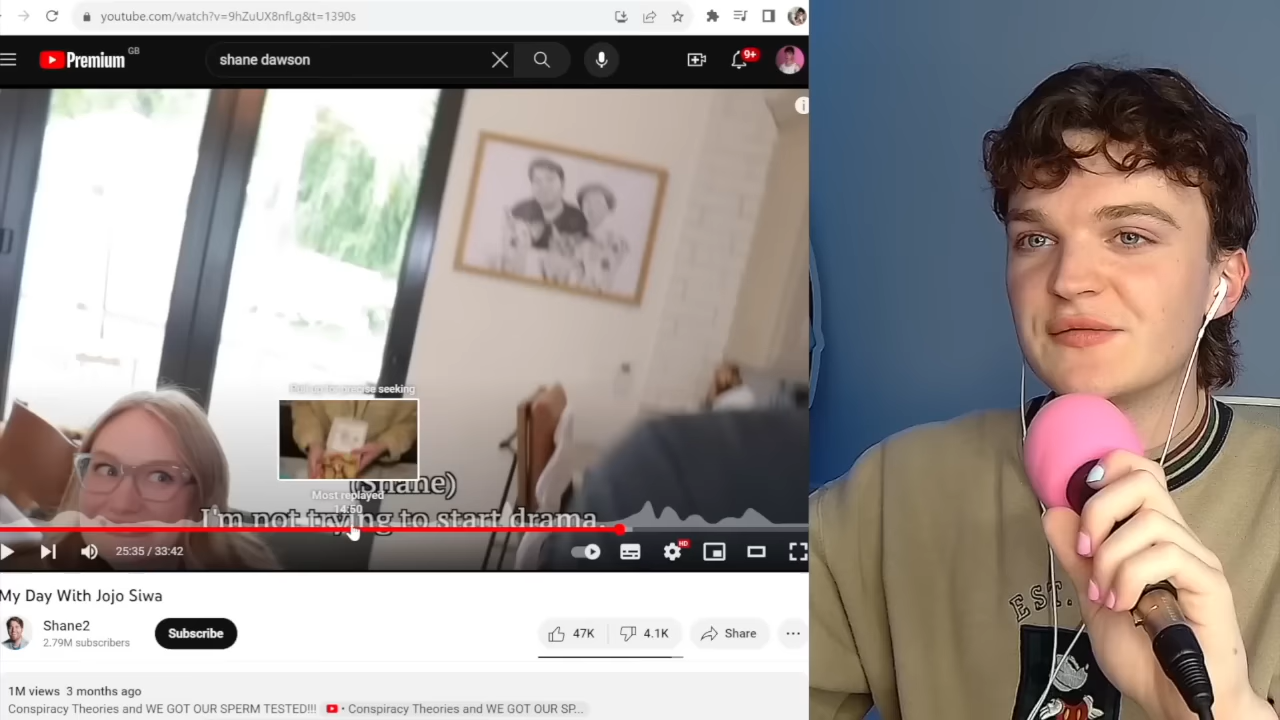 youtube.com/watch?v=9hZuUX8nfLg&t=1390s
Premium GB
shane dawson
9+
Pull up for precise seeking
(Shane)
Most replayed
14:50
I'm not trying to start drama.
25:35 / 33:42
HD
My Day With Jojo Siwa
Shane2
2.79M subscribers
Subscribe
47K
4.1K
Share
1M views 3 months ago
Conspiracy Theories and WE GOT OUR SPERM TESTED!!! • Conspiracy Theories and WE GOT OUR SP...
EST.